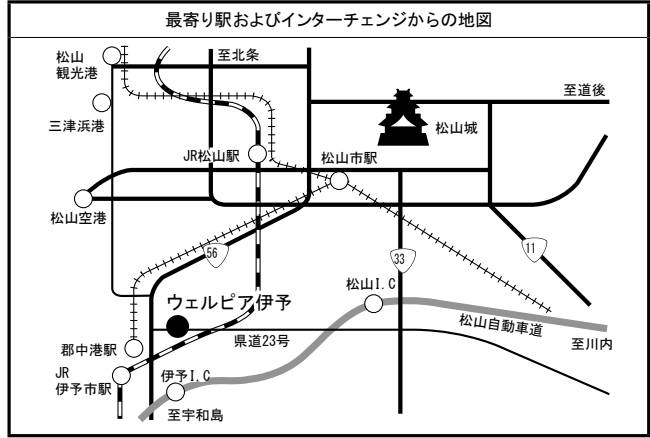 最寄り駅およびインターチェンジからの地図
松山
観光港
至北条
至道後
三津浜港
松山城
JR松山駅
松山市駅
松山空港
56
33
11
ウェルピア伊予
松山I.C
松山自動車道
県道23号
至川内
郡中港駅
JR
伊予市駅
伊予I.C
至宇和島